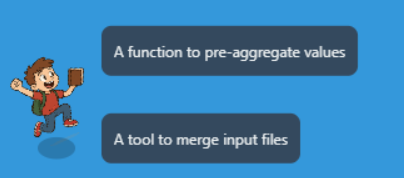 A function to pre-aggregate values
A tool to merge input files